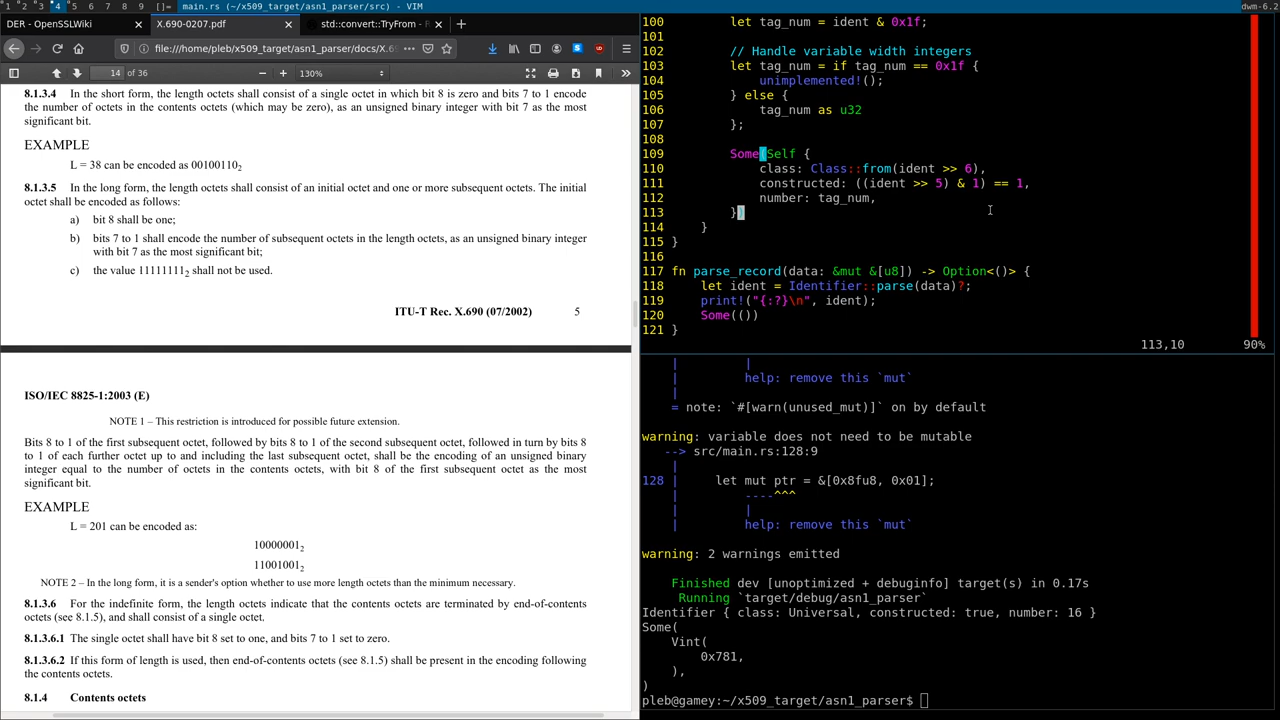 1 2 3 4 5 6 7 8 9 []= main.rs (~/x509_target/asn1_parser/src) - VIM
dwm-6.2
DER - OpenSSLWiki
X.690-0207.pdf
std::convert::TryFrom - R
file:///home/pleb/x509_target/asn1_parser/docs/X.6
14 of 36
130%
8.1.3.4 In the short form, the length octets shall consist of a single octet in which bit 8 is zero and bits 7 to 1 encode
the number of octets in the contents octets (which may be zero), as an unsigned binary integer with bit 7 as the most
significant bit.
EXAMPLE
L = 38 can be encoded as 00100110₂
8.1.3.5 In the long form, the length octets shall consist of an initial octet and one or more subsequent octets. The initial
octet shall be encoded as follows:
a) bit 8 shall be one;
b) bits 7 to 1 shall encode the number of subsequent octets in the length octets, as an unsigned binary integer
with bit 7 as the most significant bit;
c) the value 11111111₂ shall not be used.
ITU-T Rec. X.690 (07/2002) 5
ISO/IEC 8825-1:2003 (E)
NOTE 1 – This restriction is introduced for possible future extension.
Bits 8 to 1 of the first subsequent octet, followed by bits 8 to 1 of the second subsequent octet, followed in turn by bits 8
to 1 of each further octet up to and including the last subsequent octet, shall be the encoding of an unsigned binary
integer equal to the number of octets in the contents octets, with bit 8 of the first subsequent octet as the most
significant bit.
EXAMPLE
L = 201 can be encoded as:
10000001₂
11001001₂
NOTE 2 – In the long form, it is a sender's option whether to use more length octets than the minimum necessary.
8.1.3.6 For the indefinite form, the length octets indicate that the contents octets are terminated by end-of-contents
octets (see 8.1.5), and shall consist of a single octet.
8.1.3.6.1 The single octet shall have bit 8 set to one, and bits 7 to 1 set to zero.
8.1.3.6.2 If this form of length is used, then end-of-contents octets (see 8.1.5) shall be present in the encoding following
the contents octets.
8.1.4 Contents octets
100 let tag_num = ident & 0x1f;
101
102 // Handle variable width integers
103 let tag_num = if tag_num == 0x1f {
104 unimplemented!();
105 } else {
106 tag_num as u32
107 };
108
109 Some(Self {
110 class: Class::from(ident >> 6),
111 constructed: ((ident >> 5) & 1) == 1,
112 number: tag_num,
113 })
114 }
115 }
116
117 fn parse_record(data: &mut &[u8]) -> Option<()> {
118 let ident = Identifier::parse(data)?;
119 print!("{:?}\n", ident);
120 Some(())
121 }
113,10 90%
| |
| help: remove this `mut`
|
= note: `#[warn(unused_mut)]` on by default
warning: variable does not need to be mutable
--> src/main.rs:128:9
|
128 | let mut ptr = &[0x8fu8, 0x01];
| ----^^^
| |
| help: remove this `mut`
warning: 2 warnings emitted
Finished dev [unoptimized + debuginfo] target(s) in 0.17s
Running `target/debug/asn1_parser`
Identifier { class: Universal, constructed: true, number: 16 }
Some(
Vint(
0x781,
),
)
pleb@gamey:~/x509_target/asn1_parser$